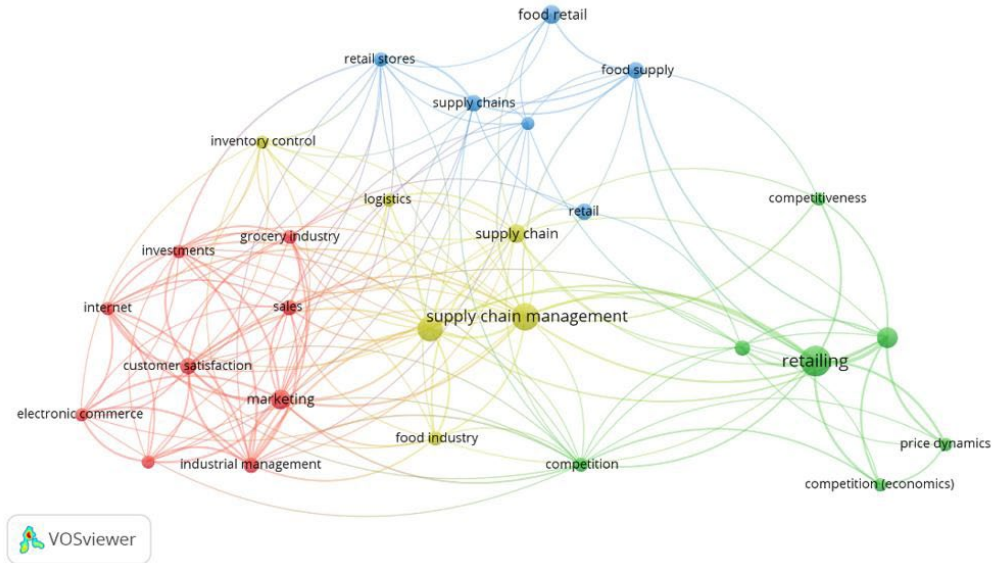 food retail
retail stores
food supply
supply chains
inventory control
logistics
competitiveness
retail
supply chain
grocery industry
investments
internet
sales
supply chain management
retailing
customer satisfaction
marketing
electronic commerce
food industry
price dynamics
industrial management
competition
competition (economics)
VOSviewer